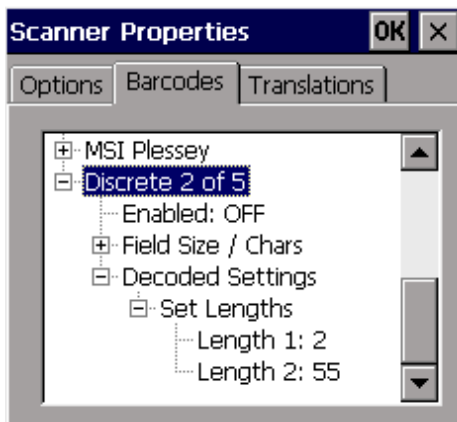 Scanner Properties OK ×
Options Barcodes Translations
MSI Plessey
Discrete 2 of 5
Enabled: OFF
Field Size / Chars
Decoded Settings
Set Lengths
Length 1: 2
Length 2: 55